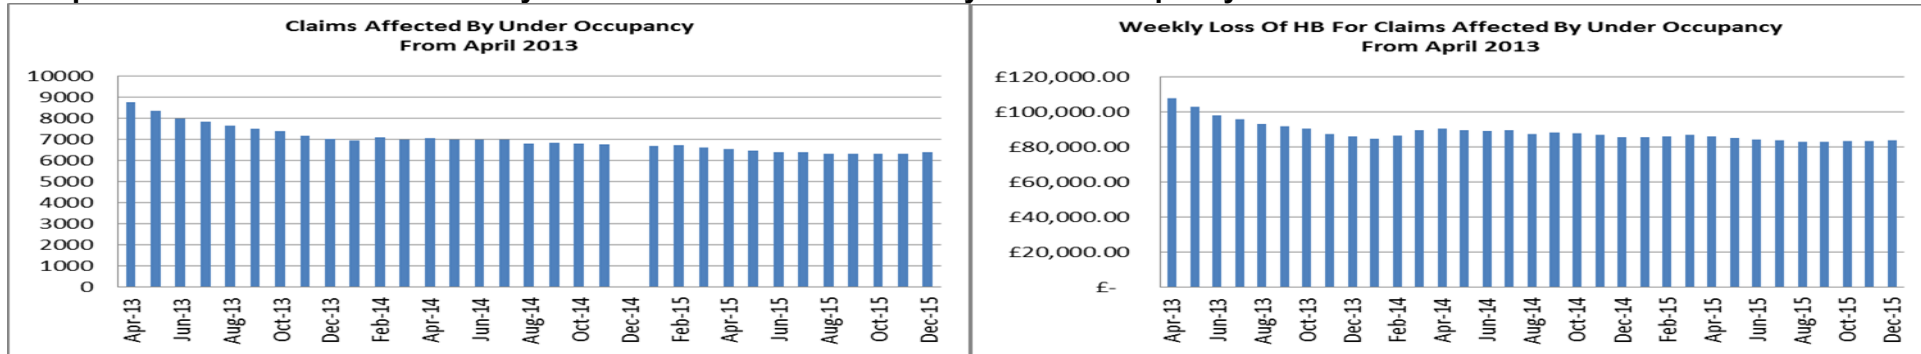 Claims Affected By Under Occupancy
From April 2013
10000
9000
8000
7000
6000
5000
4000
3000
2000
1000
0
Apr-13
Jun-13
Aug-13
Oct-13
Dec-13
Feb-14
Apr-14
Jun-14
Aug-14
Oct-14
Dec-14
Feb-15
Apr-15
Jun-15
Aug-15
Oct-15
Dec-15
Weekly Loss Of HB For Claims Affected By Under Occupancy
From April 2013
£120,000.00
£100,000.00
£80,000.00
£60,000.00
£40,000.00
£20,000.00
£-
Apr-13
Jun-13
Aug-13
Oct-13
Dec-13
Feb-14
Apr-14
Jun-14
Aug-14
Oct-14
Dec-14
Feb-15
Apr-15
Jun-15
Aug-15
Oct-15
Dec-15